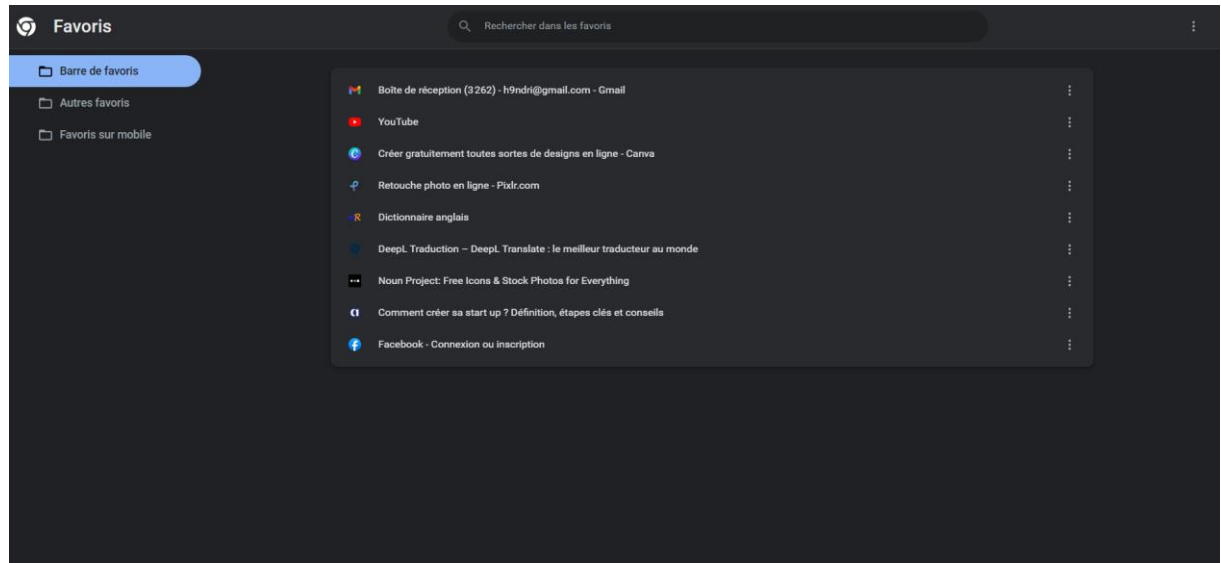 Favoris
Rechercher dans les favoris
Barre de favoris
Autres favoris
Favoris sur mobile
Boîte de réception (3 262) - h9ndri@gmail.com - Gmail
YouTube
Créer gratuitement toutes sortes de designs en ligne - Canva
Retouche photo en ligne - Pixlr.com
Dictionnaire anglais
DeepL Traduction – DeepL Translate : le meilleur traducteur au monde
Noun Project: Free Icons & Stock Photos for Everything
Comment créer sa start up ? Définition, étapes clés et conseils
Facebook - Connexion ou inscription